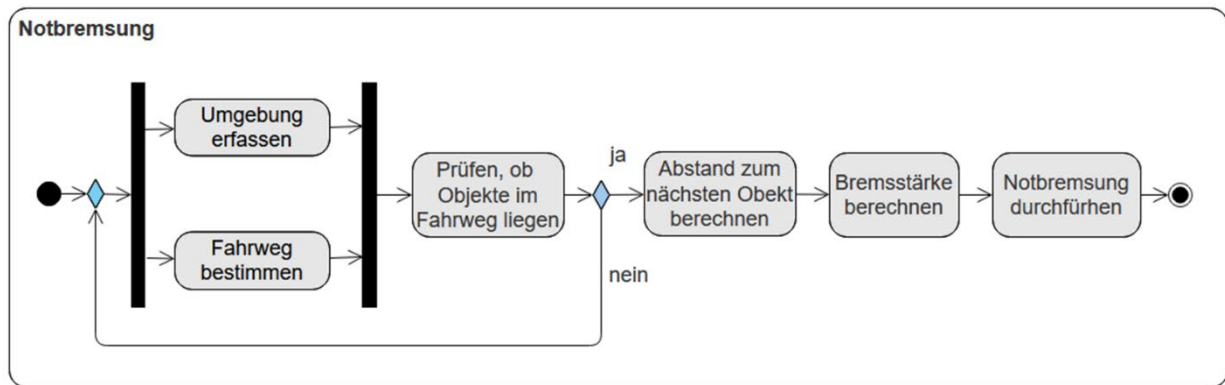 Notbremsung
Umgebung
erfassen
Fahrweg
bestimmen
Prüfen, ob
Objekte im
Fahrweg liegen
ja
nein
Abstand zum
nächsten Obekt
berechnen
Bremsstärke
berechnen
Notbremsung
durchfürhen